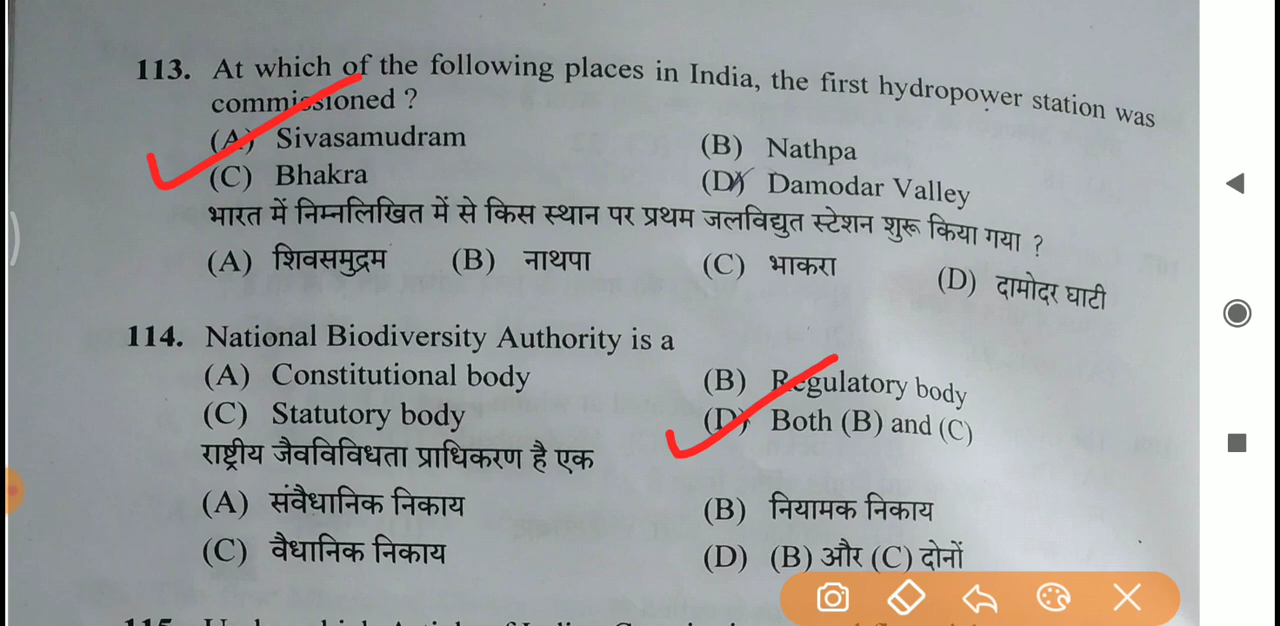 113. At which of the following places in India, the first hydropower station was
commissioned ?
(A) Sivasamudram (B) Nathpa
(C) Bhakra (D) Damodar Valley
भारत में निम्नलिखित में से किस स्थान पर प्रथम जलविद्युत स्टेशन शुरू किया गया ?
(A) शिवसमुद्रम (B) नाथपा (C) भाकरा (D) दामोदर घाटी
114. National Biodiversity Authority is a
(A) Constitutional body (B) Regulatory body
(C) Statutory body (D) Both (B) and (C)
राष्ट्रीय जैवविविधता प्राधिकरण है एक
(A) संवैधानिक निकाय (B) नियामक निकाय
(C) वैधानिक निकाय (D) (B) और (C) दोनों